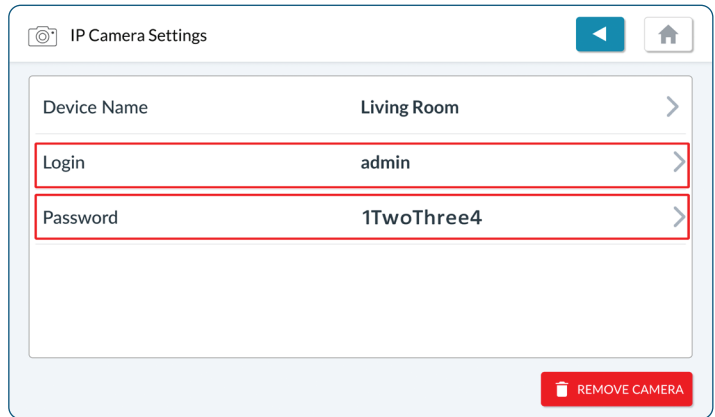 IP Camera Settings
Device Name Living Room
Login admin
Password 1TwoThree4
REMOVE CAMERA